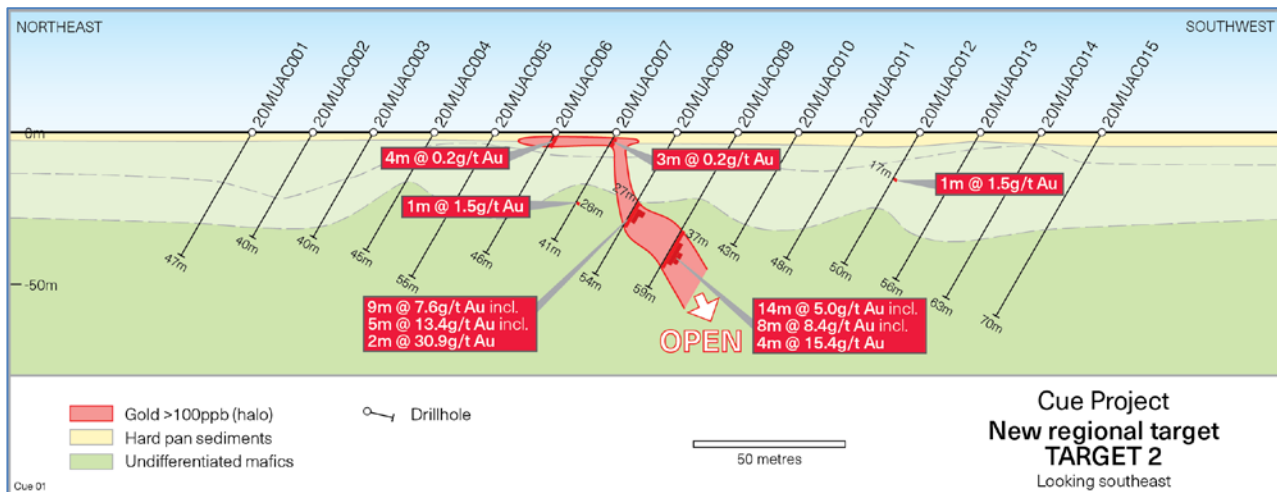 NORTHEAST
SOUTHWEST
20MUAC001
20MUAC002
20MUAC003
20MUAC004
20MUAC005
20MUAC006
20MUAC007
20MUAC008
20MUAC009
20MUAC010
20MUAC011
20MUAC012
20MUAC013
20MUAC014
20MUAC015
0m
4m @ 0.2g/t Au
3m @ 0.2g/t Au
17m
1m @ 1.5g/t Au
27m
1m @ 1.5g/t Au
26m
37m
47m
40m
40m
45m
55m
46m
41m
54m
59m
43m
48m
50m
56m
63m
70m
-50m
9m @ 7.6g/t Au incl.
5m @ 13.4g/t Au incl.
2m @ 30.9g/t Au
14m @ 5.0g/t Au incl.
8m @ 8.4g/t Au incl.
4m @ 15.4g/t Au
OPEN
Gold >100ppb (halo)
Hard pan sediments
Undifferentiated mafics
Drillhole
50 metres
Cue Project
New regional target
TARGET 2
Looking southeast
Cue 01